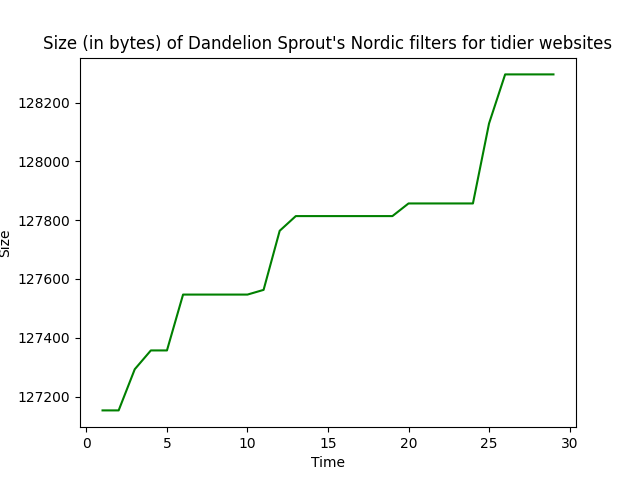 Size (in bytes) of Dandelion Sprout's Nordic filters for tidier websites
128200
128000
127800
127600
127400
127200
Size
0 5 10 15 20 25 30
Time